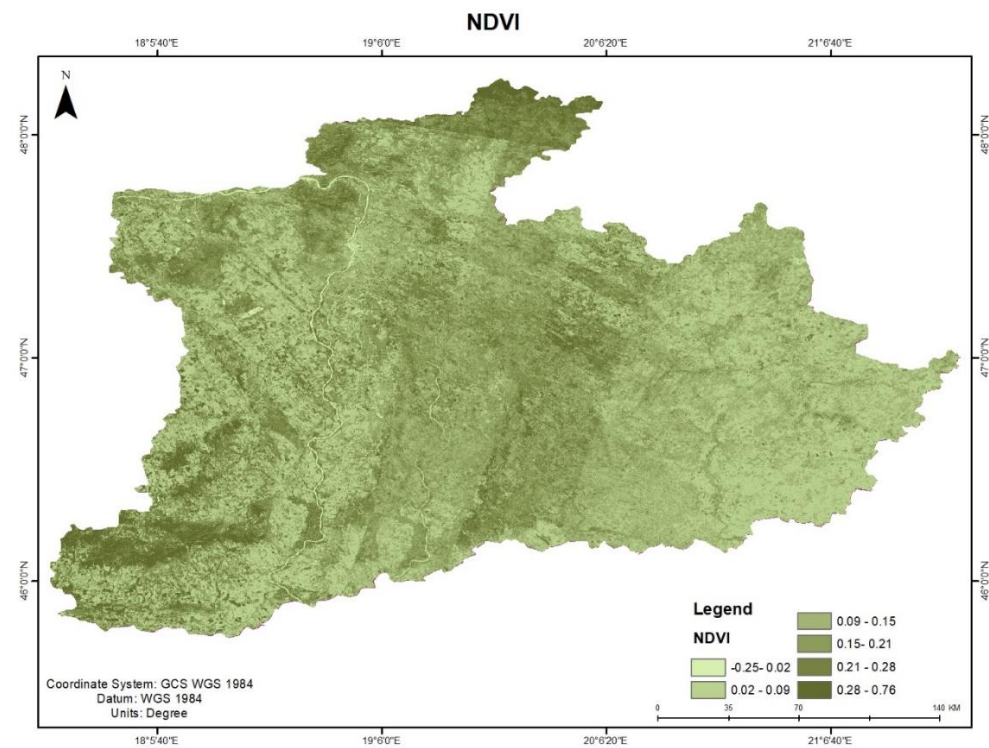 NDVI
18°5'40"E 19°6'0"E 20°6'20"E 21°6'40"E
N
48°0'0"N 48°0'0"N
47°0'0"N 47°0'0"N
46°0'0"N 46°0'0"N
Legend
NDVI
-0.25- 0.02
0.02 - 0.09
0.09 - 0.15
0.15- 0.21
0.21 - 0.28
0.28 - 0.76
Coordinate System: GCS WGS 1984
Datum: WGS 1984
Units: Degree
0 35 70 140 KM
18°5'40"E 19°6'0"E 20°6'20"E 21°6'40"E